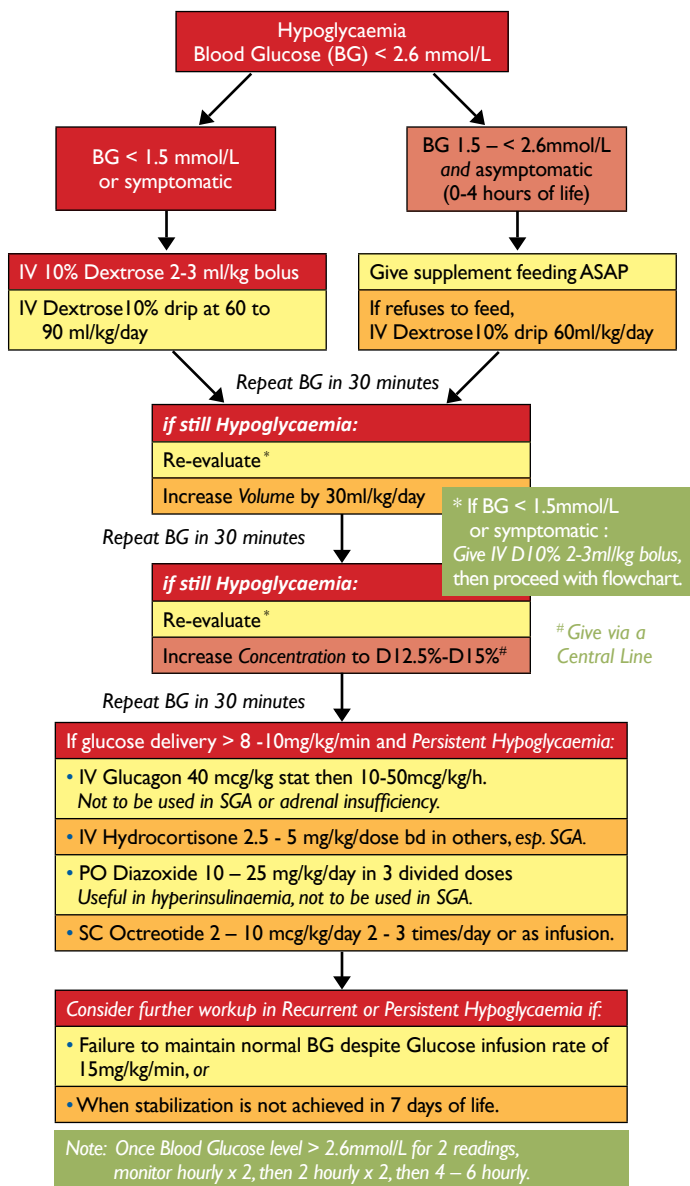 Hypoglycaemia
Blood Glucose (BG) < 2.6 mmol/L
BG < 1.5 mmol/L
or symptomatic
BG 1.5 – < 2.6mmol/L
and asymptomatic
(0-4 hours of life)
IV 10% Dextrose 2-3 ml/kg bolus
IV Dextrose10% drip at 60 to
90 ml/kg/day
Give supplement feeding ASAP
If refuses to feed,
IV Dextrose10% drip 60ml/kg/day
Repeat BG in 30 minutes
if still Hypoglycaemia:
Re-evaluate *
Increase Volume by 30ml/kg/day
* If BG < 1.5mmol/L
or symptomatic :
Give IV D10% 2-3ml/kg bolus,
then proceed with flowchart.
Repeat BG in 30 minutes
if still Hypoglycaemia:
Re-evaluate *
Increase Concentration to D12.5%-D15%#
# Give via a
Central Line
Repeat BG in 30 minutes
If glucose delivery > 8 -10mg/kg/min and Persistent Hypoglycaemia:
• IV Glucagon 40 mcg/kg stat then 10-50mcg/kg/h.
Not to be used in SGA or adrenal insufficiency.
• IV Hydrocortisone 2.5 - 5 mg/kg/dose bd in others, esp. SGA.
• PO Diazoxide 10 – 25 mg/kg/day in 3 divided doses
Useful in hyperinsulinaemia, not to be used in SGA.
• SC Octreotide 2 – 10 mcg/kg/day 2 - 3 times/day or as infusion.
Consider further workup in Recurrent or Persistent Hypoglycaemia if:
• Failure to maintain normal BG despite Glucose infusion rate of
15mg/kg/min, or
• When stabilization is not achieved in 7 days of life.
Note: Once Blood Glucose level > 2.6mmol/L for 2 readings,
monitor hourly x 2, then 2 hourly x 2, then 4 – 6 hourly.